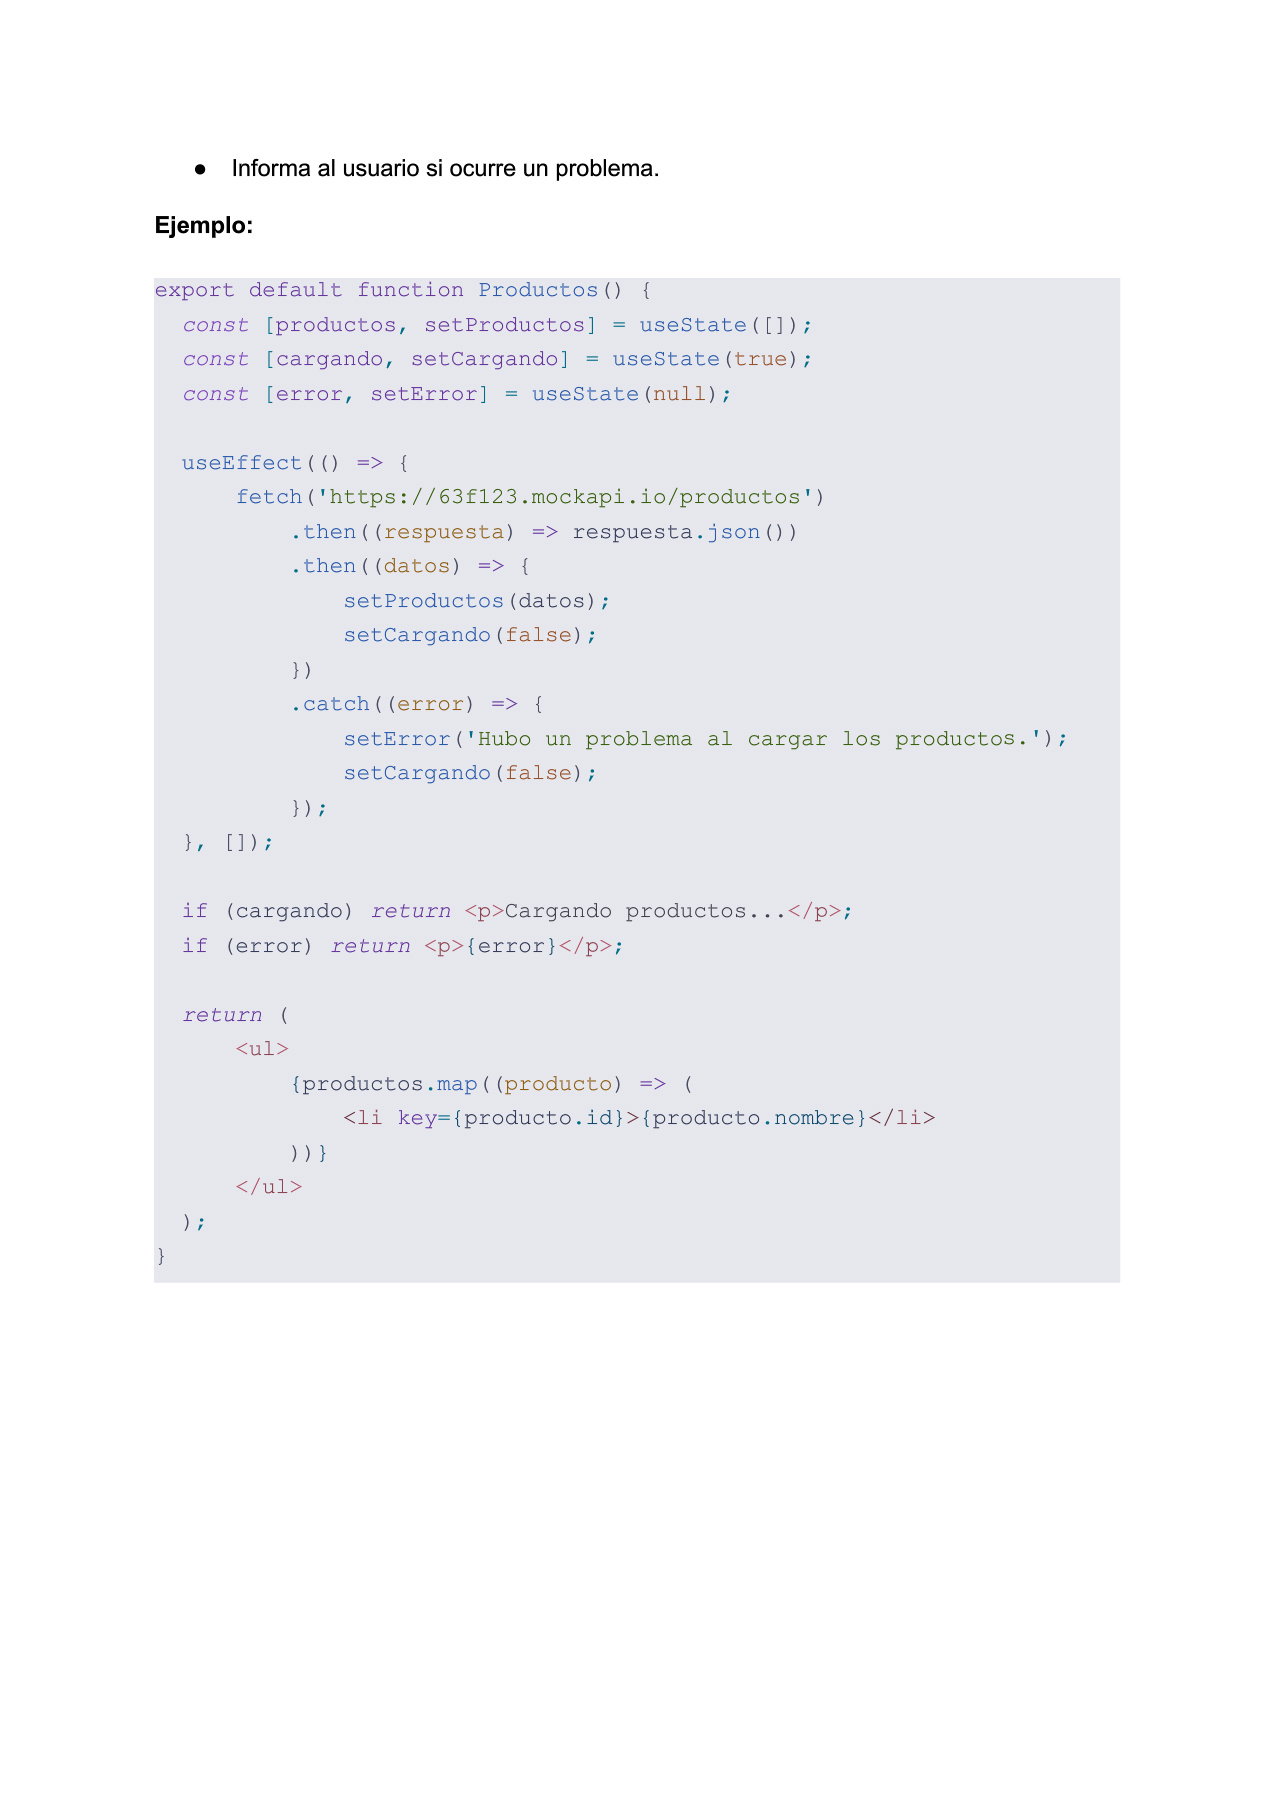 ● Informa al usuario si ocurre un problema.
Ejemplo:
export default function Productos() {
  const [productos, setProductos] = useState([]);
  const [cargando, setCargando] = useState(true);
  const [error, setError] = useState(null);

  useEffect(() => {
      fetch('https://63f123.mockapi.io/productos')
          .then((respuesta) => respuesta.json())
          .then((datos) => {
              setProductos(datos);
              setCargando(false);
          })
          .catch((error) => {
              setError('Hubo un problema al cargar los productos.');
              setCargando(false);
          });
  }, []);

  if (cargando) return <p>Cargando productos...</p>;
  if (error) return <p>{error}</p>;

  return (
      <ul>
          {productos.map((producto) => (
              <li key={producto.id}>{producto.nombre}</li>
          ))}
      </ul>
  );
}